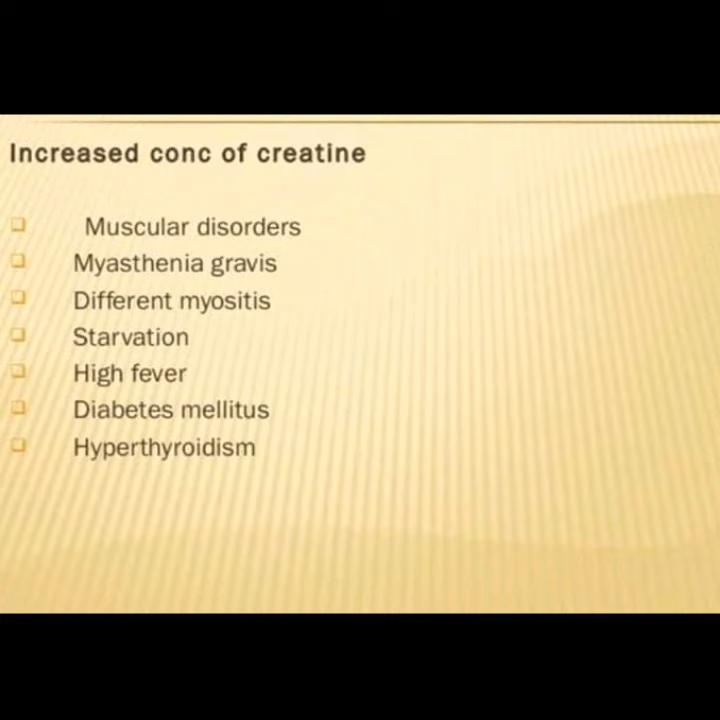 Increased conc of creatine
Muscular disorders
Myasthenia gravis
Different myositis
Starvation
High fever
Diabetes mellitus
Hyperthyroidism